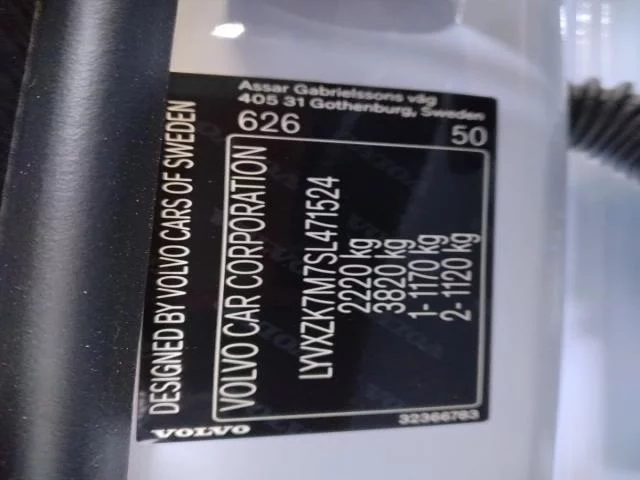 Assar Gabrielssons väg
405 31 Gothenburg, Sweden
626
50
DESIGNED BY VOLVO CARS OF SWEDEN
VOLVO CAR CORPORATION
LYVXZK7M7SL471524
2220 kg
3820 kg
1- 1170 kg
2- 1120 kg
VOLVO
32366763